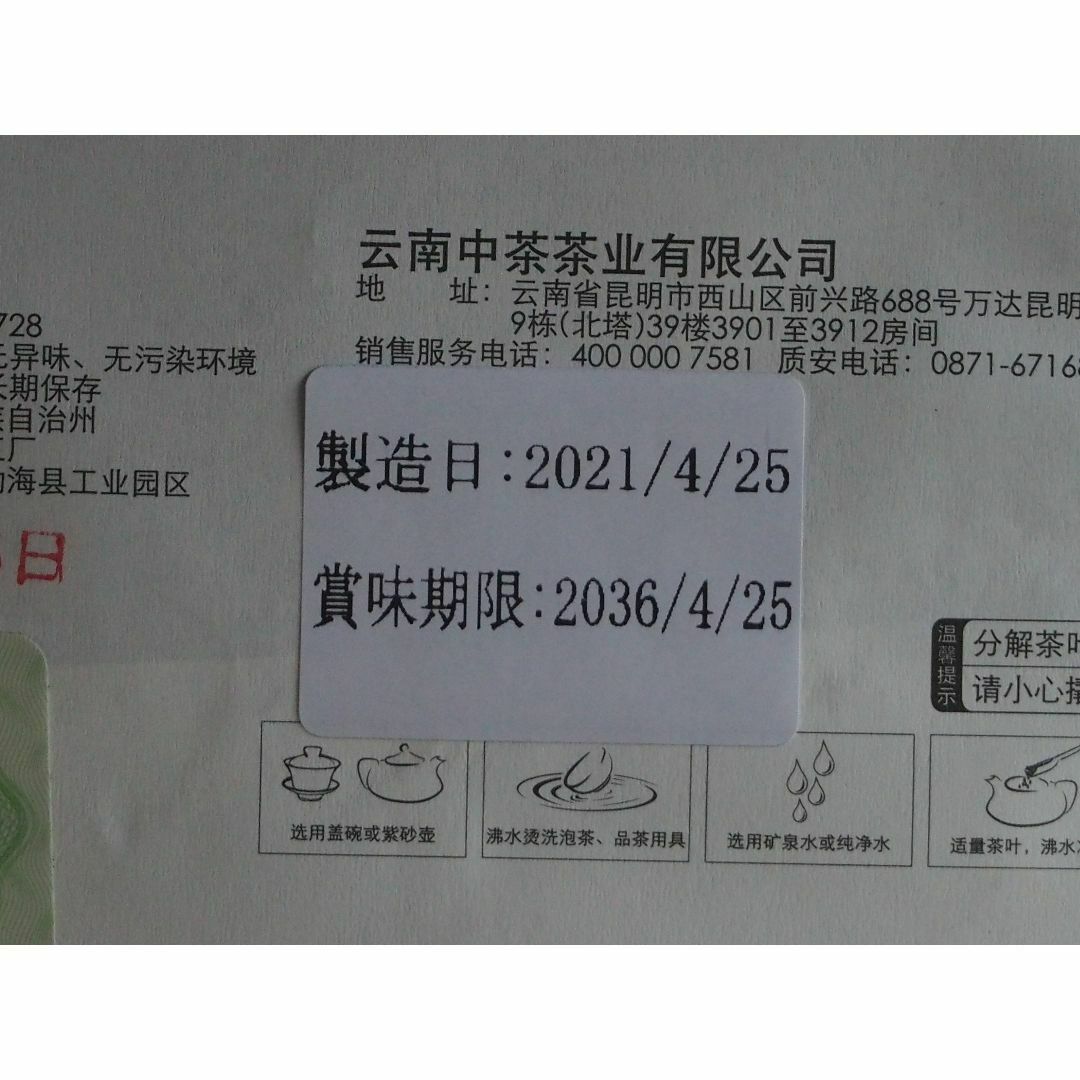 云南中茶茶业有限公司
地 址：云南省昆明市西山区前兴路688号万达昆明
9栋(北塔)39楼3901至3912房间
销售服务电话：400 000 7581 质安电话：0871-67168
728
无异味、无污染环境
长期保存
族自治州
工厂
勐海县工业园区
日
製造日:2021/4/25
賞味期限:2036/4/25
温馨提示
分解茶叶
请小心撬
选用盖碗或紫砂壶
沸水烫洗泡茶、品茶用具
选用矿泉水或纯净水
适量茶叶，沸水